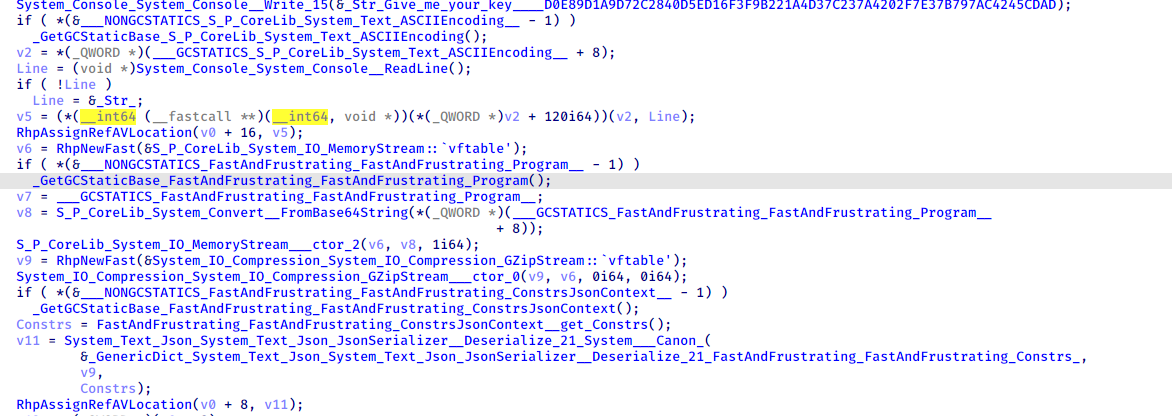 System_Console_System_Console__Write_15(&_Str_Give_me_your_key____D0E89D1A9D72C2840D5ED16F3F9B221A4D37C237A4202F7E37B797AC4245CDAD);
if ( *(&___NONGCSTATICS_S_P_CoreLib_System_Text_ASCIIEncoding__ - 1) )
_GetGCStaticBase_S_P_CoreLib_System_Text_ASCIIEncoding();
v2 = *(_QWORD *)(___GCSTATICS_S_P_CoreLib_System_Text_ASCIIEncoding__ + 8);
Line = (void *)System_Console_System_Console__ReadLine();
if ( !Line )
Line = &_Str_;
v5 = (*(__int64 (__fastcall **)(__int64, void *))(*(_QWORD *)v2 + 120i64))(v2, Line);
RhpAssignRefAVLocation(v0 + 16, v5);
v6 = RhpNewFast(&S_P_CoreLib_System_IO_MemoryStream::`vftable');
if ( *(&___NONGCSTATICS_FastAndFrustrating_FastAndFrustrating_Program__ - 1) )
_GetGCStaticBase_FastAndFrustrating_FastAndFrustrating_Program();
v7 = ___GCSTATICS_FastAndFrustrating_FastAndFrustrating_Program__;
v8 = S_P_CoreLib_System_Convert__FromBase64String(*(_QWORD *)(___GCSTATICS_FastAndFrustrating_FastAndFrustrating_Program__
+ 8));
S_P_CoreLib_System_IO_MemoryStream___ctor_2(v6, v8, 1i64);
v9 = RhpNewFast(&System_IO_Compression_System_IO_Compression_GZipStream::`vftable');
System_IO_Compression_System_IO_Compression_GZipStream___ctor_0(v9, v6, 0i64, 0i64);
if ( *(&___NONGCSTATICS_FastAndFrustrating_FastAndFrustrating_ConstrsJsonContext__ - 1) )
_GetGCStaticBase_FastAndFrustrating_FastAndFrustrating_ConstrsJsonContext();
Constrs = FastAndFrustrating_FastAndFrustrating_ConstrsJsonContext__get_Constrs();
v11 = System_Text_Json_System_Text_Json_JsonSerializer__Deserialize_21_System___Canon_(
&_GenericDict_System_Text_Json_System_Text_Json_JsonSerializer__Deserialize_21_FastAndFrustrating_FastAndFrustrating_Constrs_,
v9,
Constrs);
RhpAssignRefAVLocation(v0 + 8, v11);